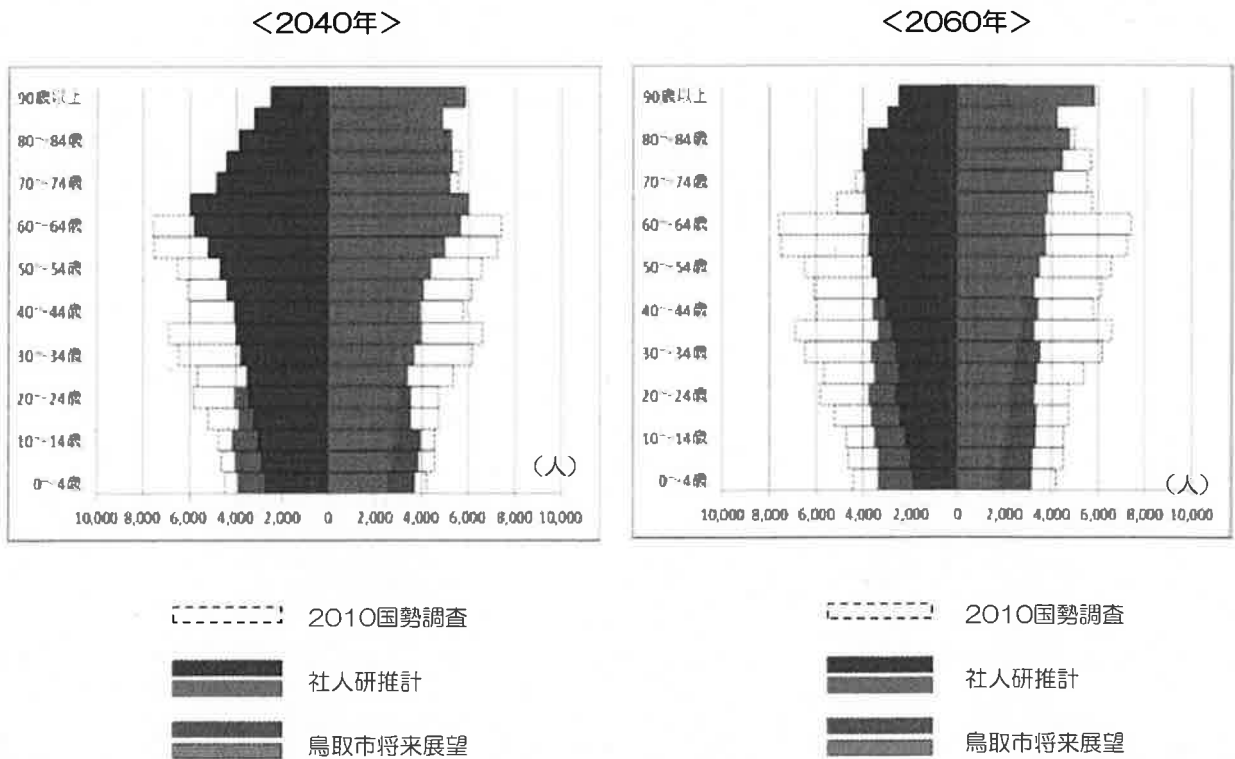 <2040年>
90歳以上
80~84歳
70~74歳
60~64歳
50~54歳
40~44歳
30~34歳
20~24歳
10~14歳
0~4歳
(人)
10,000 8,000 6,000 4,000 2,000 0 2,000 4,000 6,000 8,000 10,000
2010国勢調査
社人研推計
鳥取市将来展望
<2060年>
90歳以上
80~84歳
70~74歳
60~64歳
50~54歳
40~44歳
30~34歳
20~24歳
10~14歳
0~4歳
(人)
10,000 8,000 6,000 4,000 2,000 0 2,000 4,000 6,000 8,000 10,000
2010国勢調査
社人研推計
鳥取市将来展望